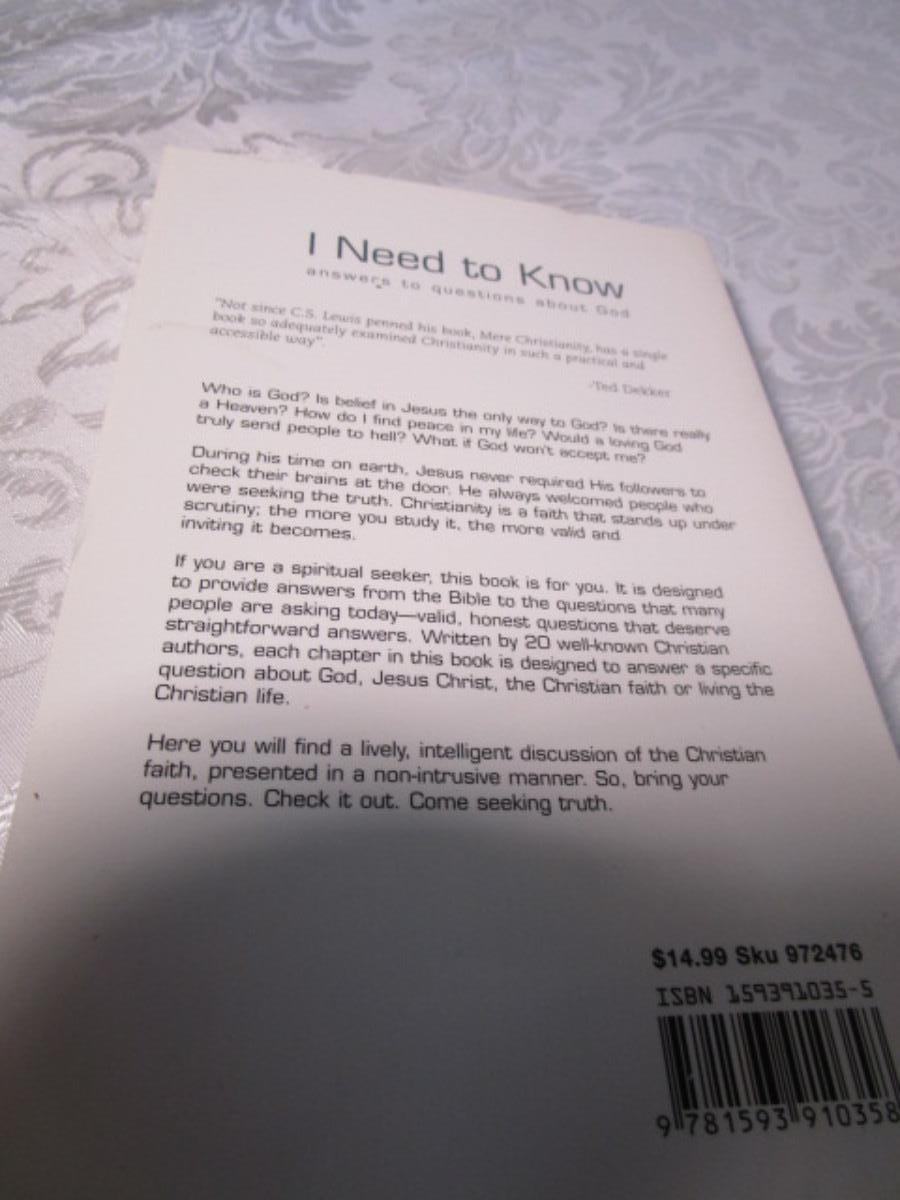 I Need to Know
answers to questions about God
"Not since C.S. Lewis penned his book, Mere Christianity, has a single
book so adequately examined Christianity in such a practical and
accessible way".
-Ted Dekker
Who is God? Is belief in Jesus the only way to God? Is there really
a Heaven? How do I find peace in my life? Would a loving God
truly send people to hell? What if God won't accept me?
During his time on earth, Jesus never required His followers to
check their brains at the door. He always welcomed people who
were seeking the truth. Christianity is a faith that stands up under
scrutiny; the more you study it, the more valid and
inviting it becomes.
If you are a spiritual seeker, this book is for you. It is designed
to provide answers from the Bible to the questions that many
people are asking today—valid, honest questions that deserve
straightforward answers. Written by 20 well-known Christian
authors, each chapter in this book is designed to answer a specific
question about God, Jesus Christ, the Christian faith or living the
Christian life.
Here you will find a lively, intelligent discussion of the Christian
faith, presented in a non-intrusive manner. So, bring your
questions. Check it out. Come seeking truth.
$14.99 Sku 972476
ISBN 159391035-5
9 781593 910358